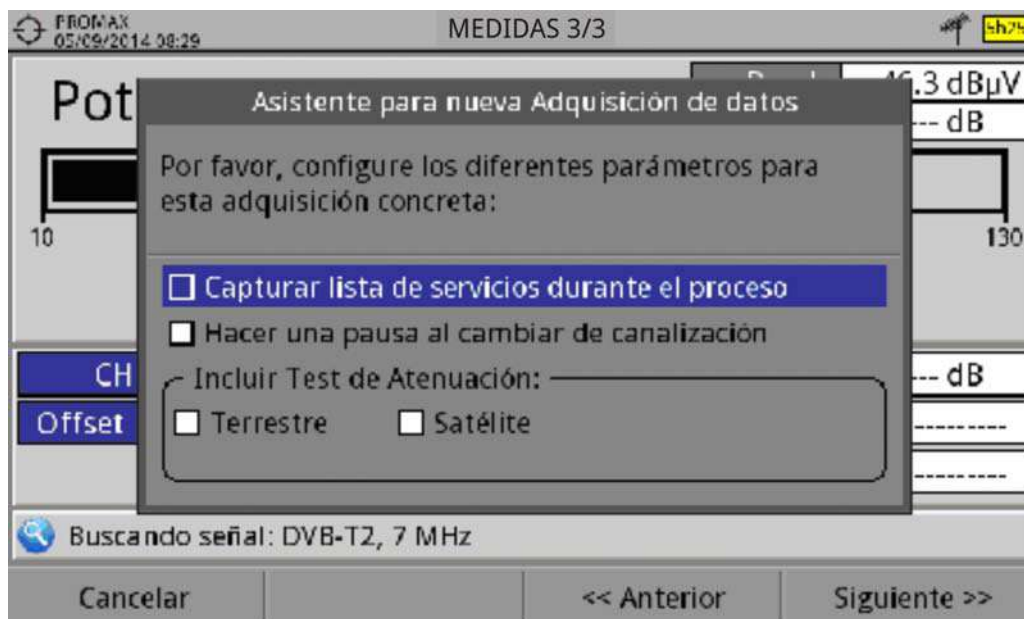 PROMAX
05/09/2014 08:29
MEDIDAS 3/3
5h25
Pot
.3 dBµV
--- dB
10
130
Asistente para nueva Adquisición de datos
Por favor, configure los diferentes parámetros para
esta adquisición concreta:
Capturar lista de servicios durante el proceso
Hacer una pausa al cambiar de canalización
Incluir Test de Atenuación:
Terrestre
Satélite
CH
--- dB
Offset
---------
---------
Buscando señal: DVB-T2, 7 MHz
Cancelar
<< Anterior
Siguiente >>